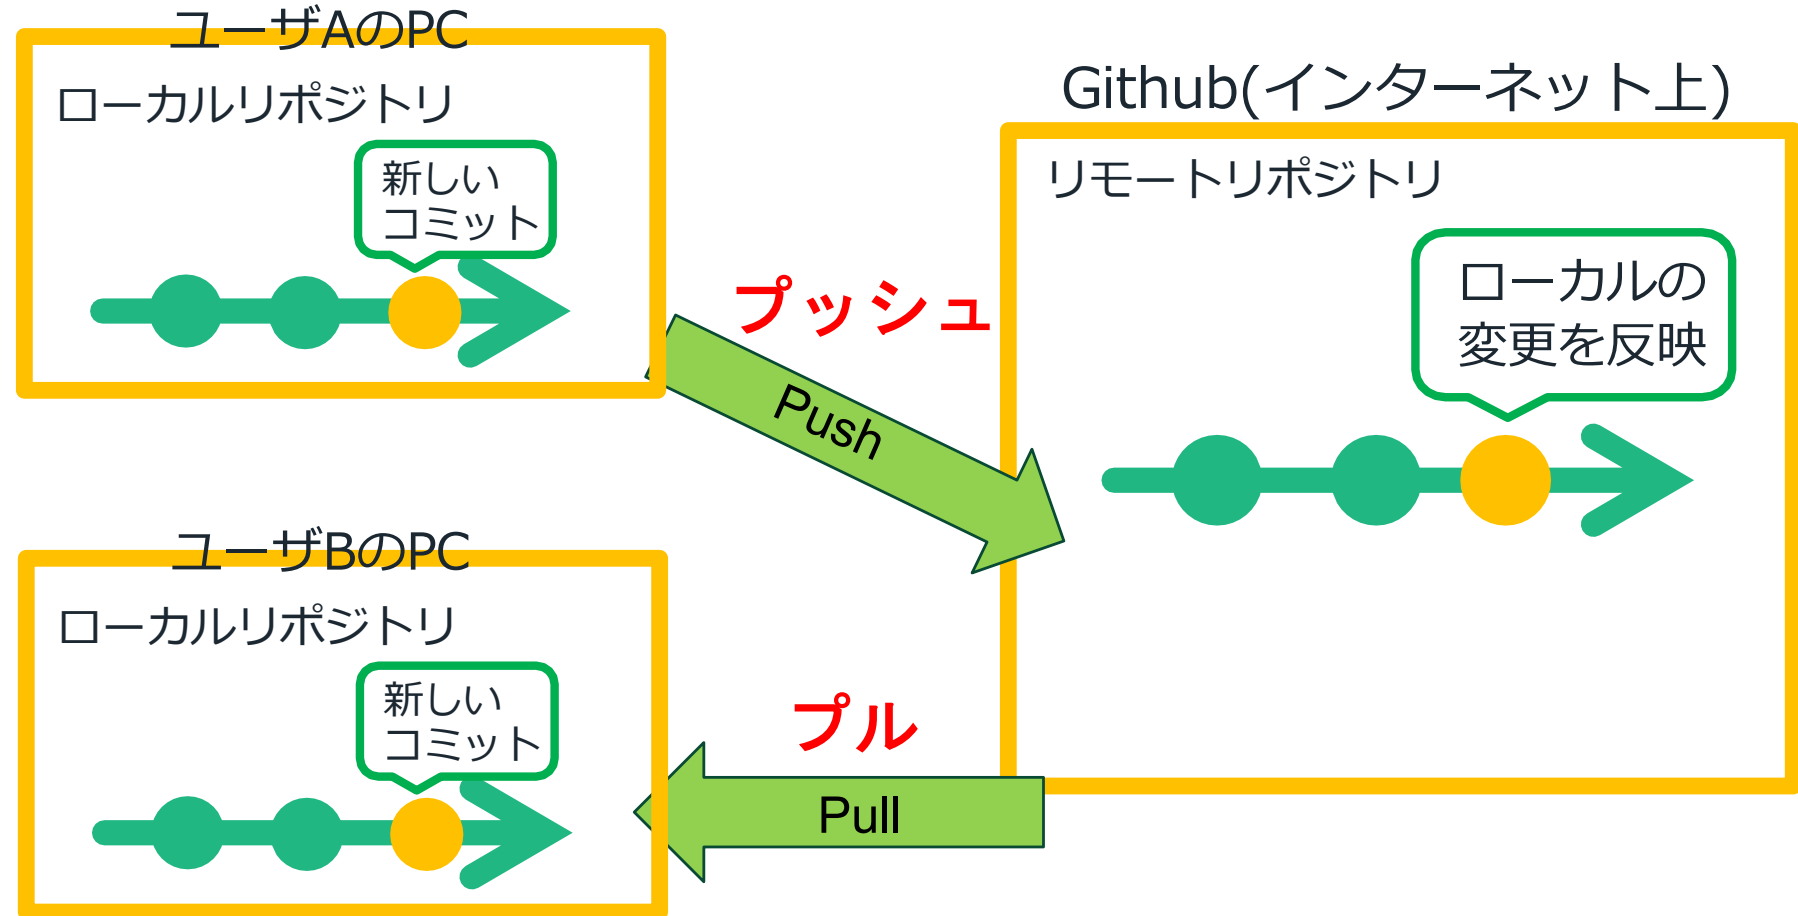 ユーザAのPC
ローカルリポジトリ
新しい
コミット
プッシュ
Push
Github(インターネット上)
リモートリポジトリ
ローカルの
変更を反映
ユーザBのPC
ローカルリポジトリ
新しい
コミット
プル
Pull